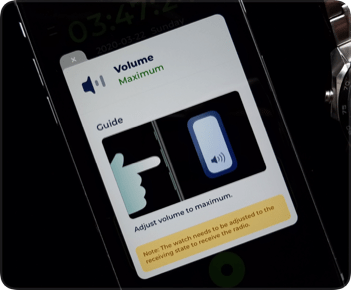 03:47:2
×
Volume
Maximum
Guide
Adjust volume to maximum.
Note: The watch needs to be adjusted to the
receiving state to receive the radio.